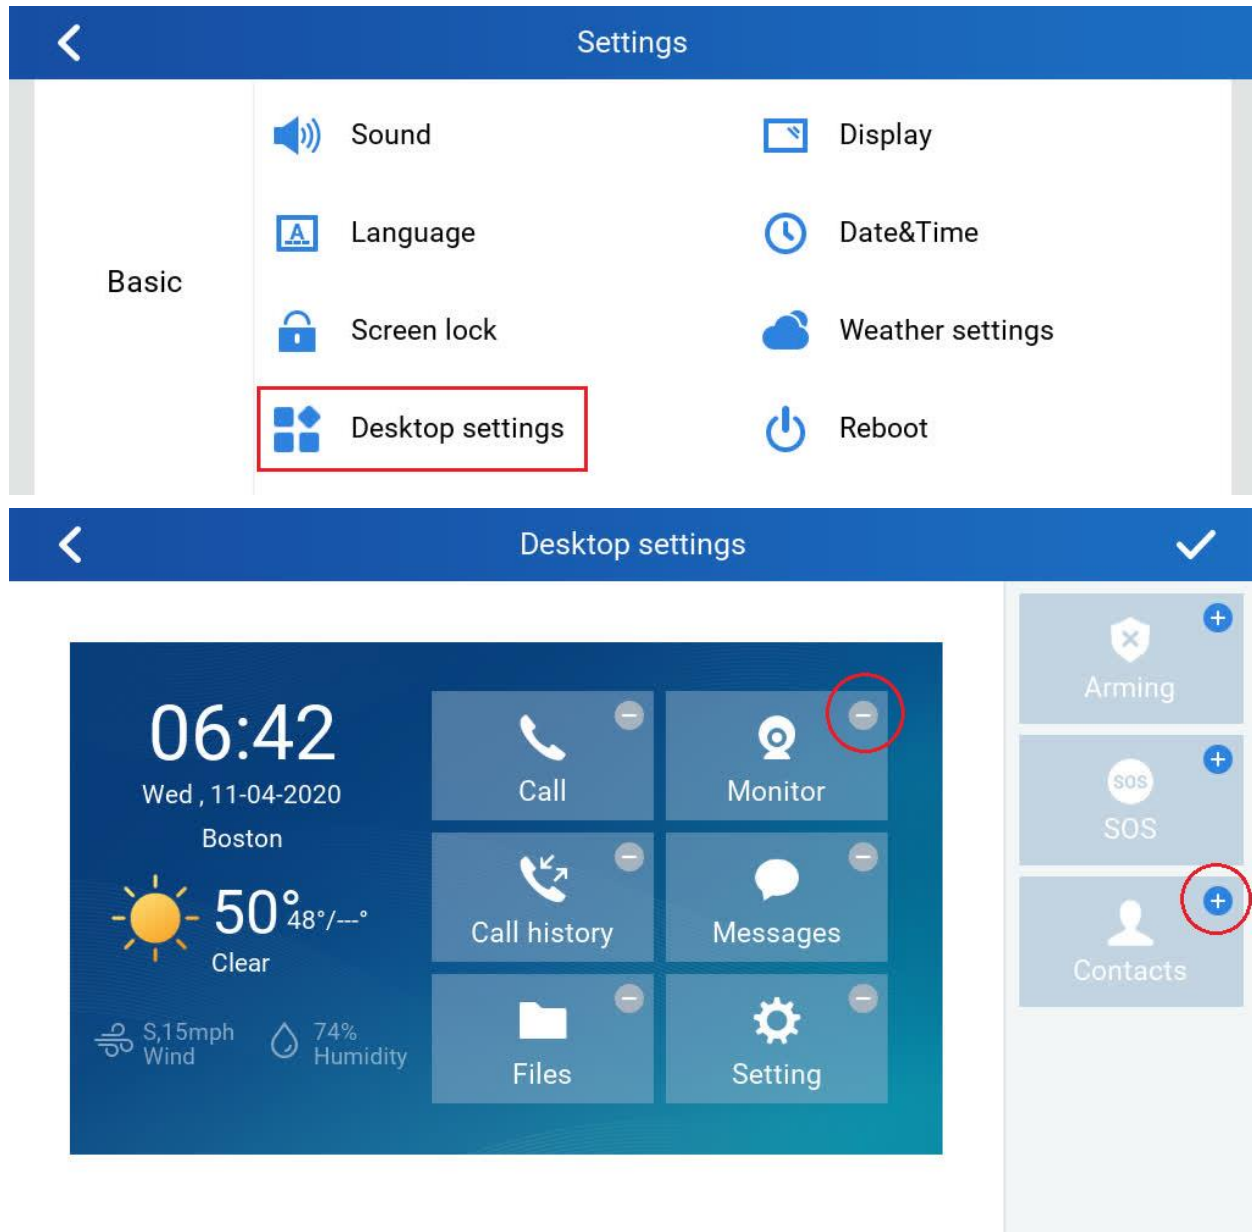 Settings
Basic
Sound
Display
Language
Date&Time
Screen lock
Weather settings
Desktop settings
Reboot
Desktop settings
06:42
Wed , 11-04-2020
Boston
50° 48°/---°
Clear
S,15mph
Wind
74%
Humidity
Call
Monitor
Call history
Messages
Files
Setting
Arming
SOS
SOS
Contacts